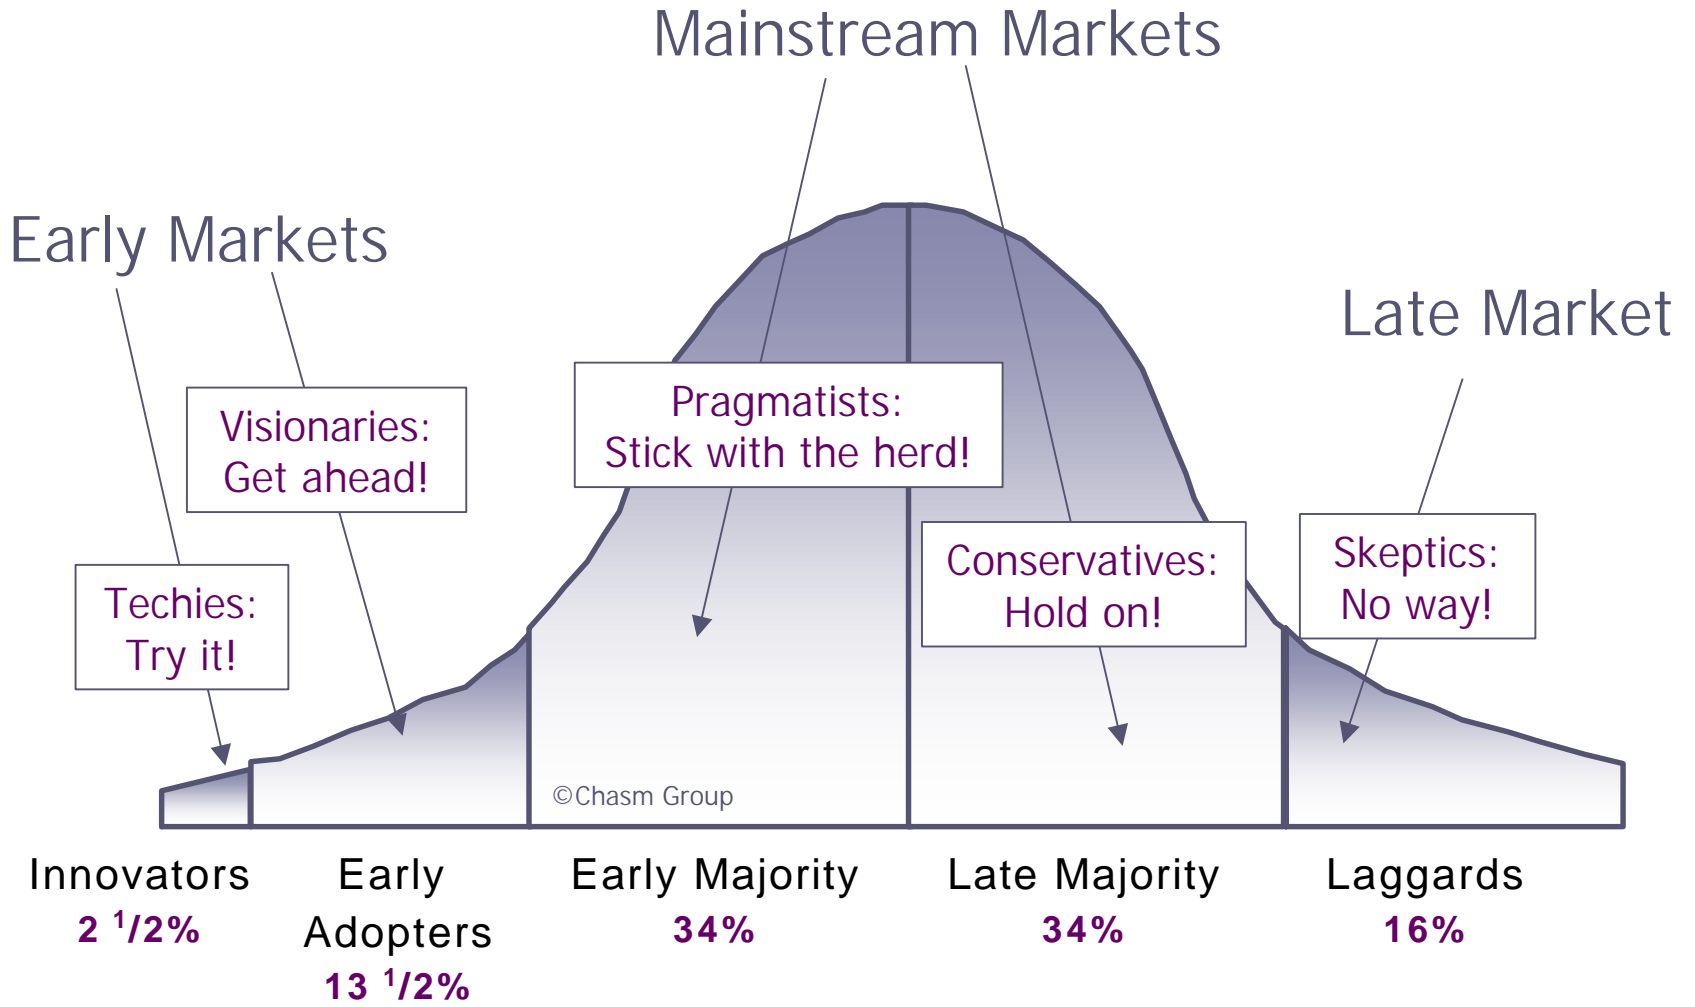 Mainstream Markets
Early Markets
Late Market
Visionaries:
Get ahead!
Pragmatists:
Stick with the herd!
Conservatives:
Hold on!
Skeptics:
No way!
Techies:
Try it!
©Chasm Group
Innovators
2 1/2%
Early
Adopters
13 1/2%
Early Majority
34%
Late Majority
34%
Laggards
16%